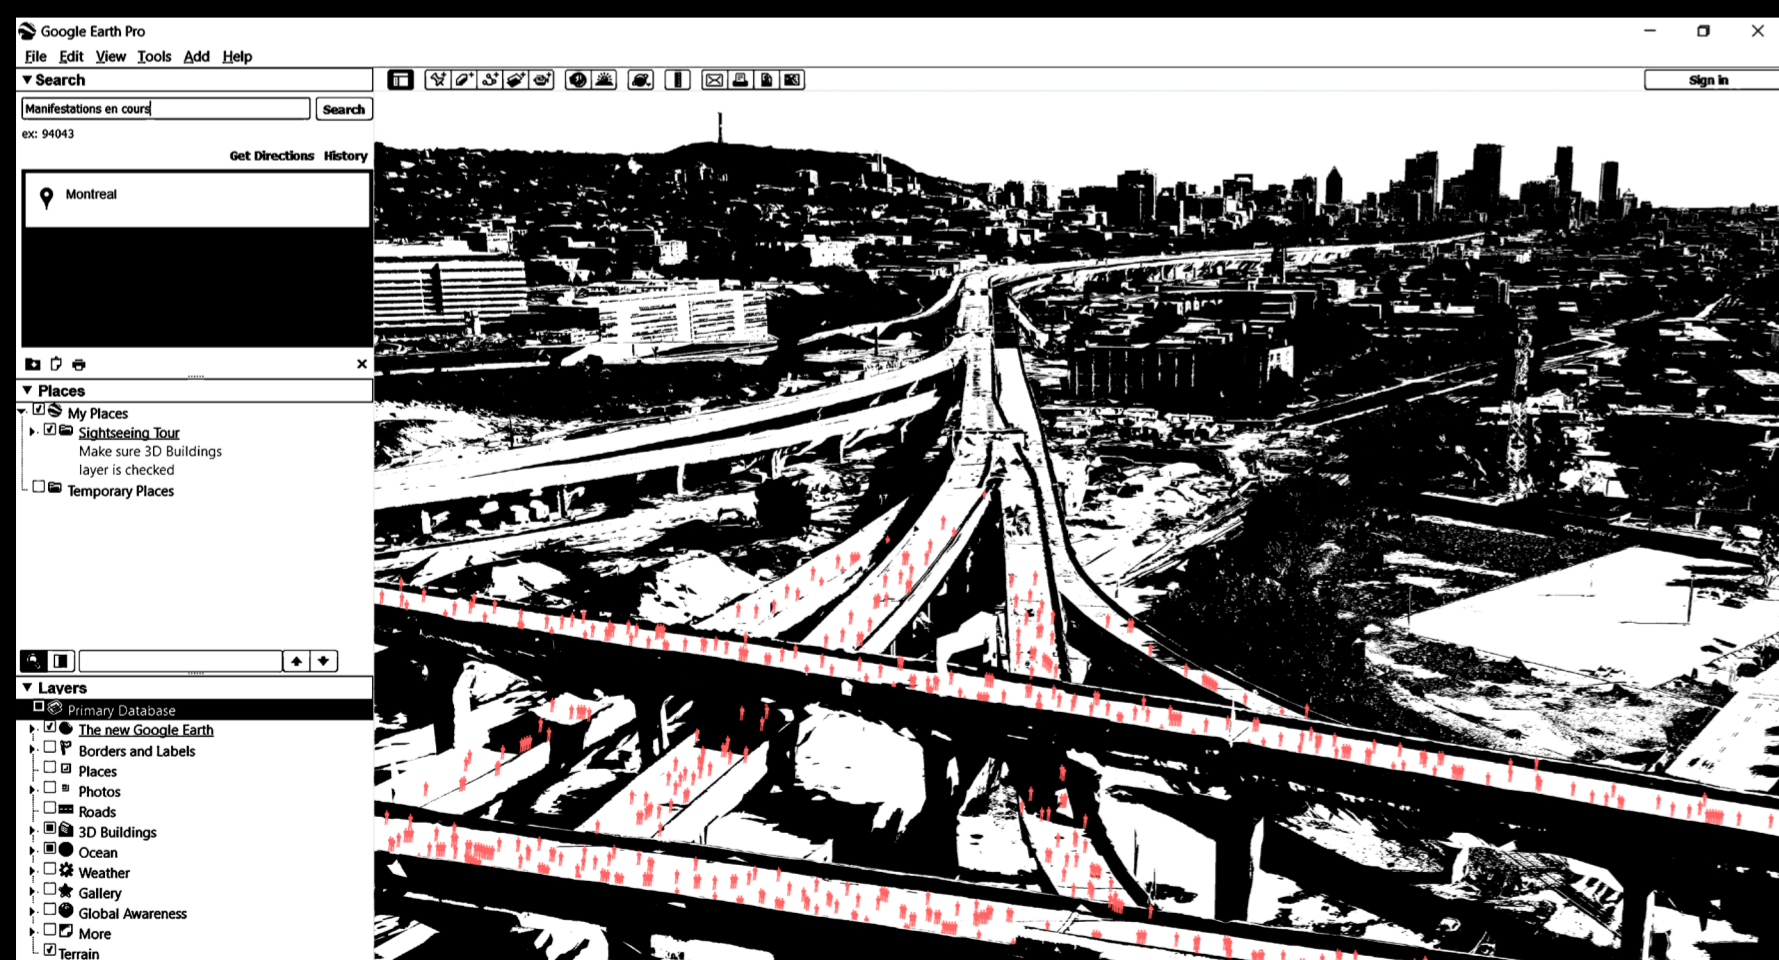 Google Earth Pro
File Edit View Tools Add Help
Search
Sign in
Manifestations en cours
Search
ex: 94043
Get Directions History
Montreal
Places
My Places
Sightseeing Tour
Make sure 3D Buildings
layer is checked
Temporary Places
Layers
Primary Database
The new Google Earth
Borders and Labels
Places
Photos
Roads
3D Buildings
Ocean
Weather
Gallery
Global Awareness
More
Terrain